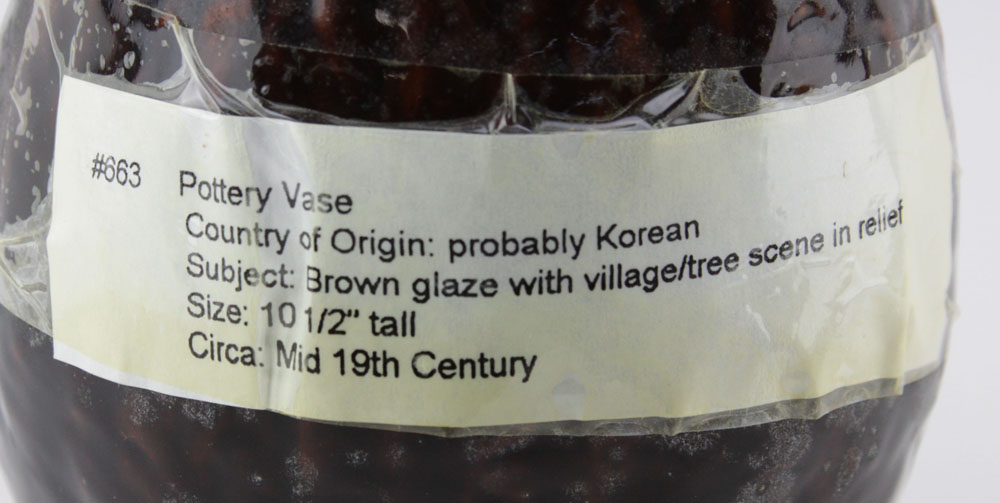 #663 Pottery Vase
Country of Origin: probably Korean
Subject: Brown glaze with village/tree scene in relief
Size: 10 1/2" tall
Circa: Mid 19th Century